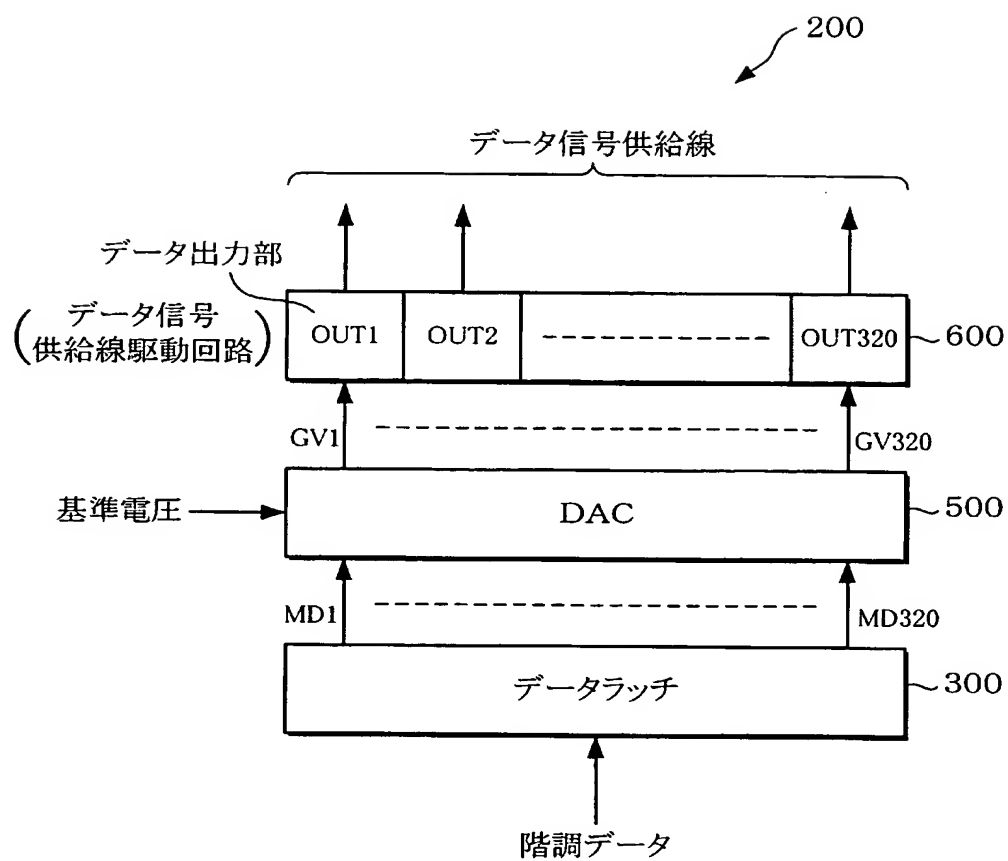 200
データ信号供給線
データ出力部
(データ信号
供給線駆動回路)
OUT1 OUT2 OUT320 600
GV1 GV320
基準電圧 DAC 500
MD1 MD320
データラッチ 300
階調データ